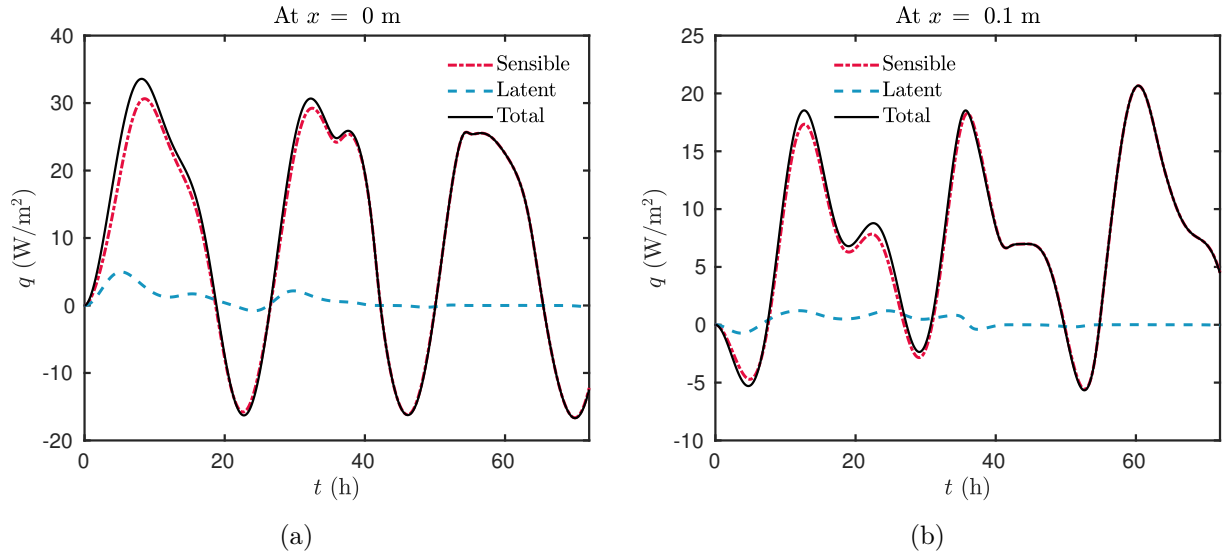 At x = 0 m
40
30
20
10
0
-10
-20
q (W/m²)
Sensible
Latent
Total
0
20
40
60
t (h)
(a)
At x = 0.1 m
25
20
15
10
5
0
-5
-10
q (W/m²)
Sensible
Latent
Total
0
20
40
60
t (h)
(b)